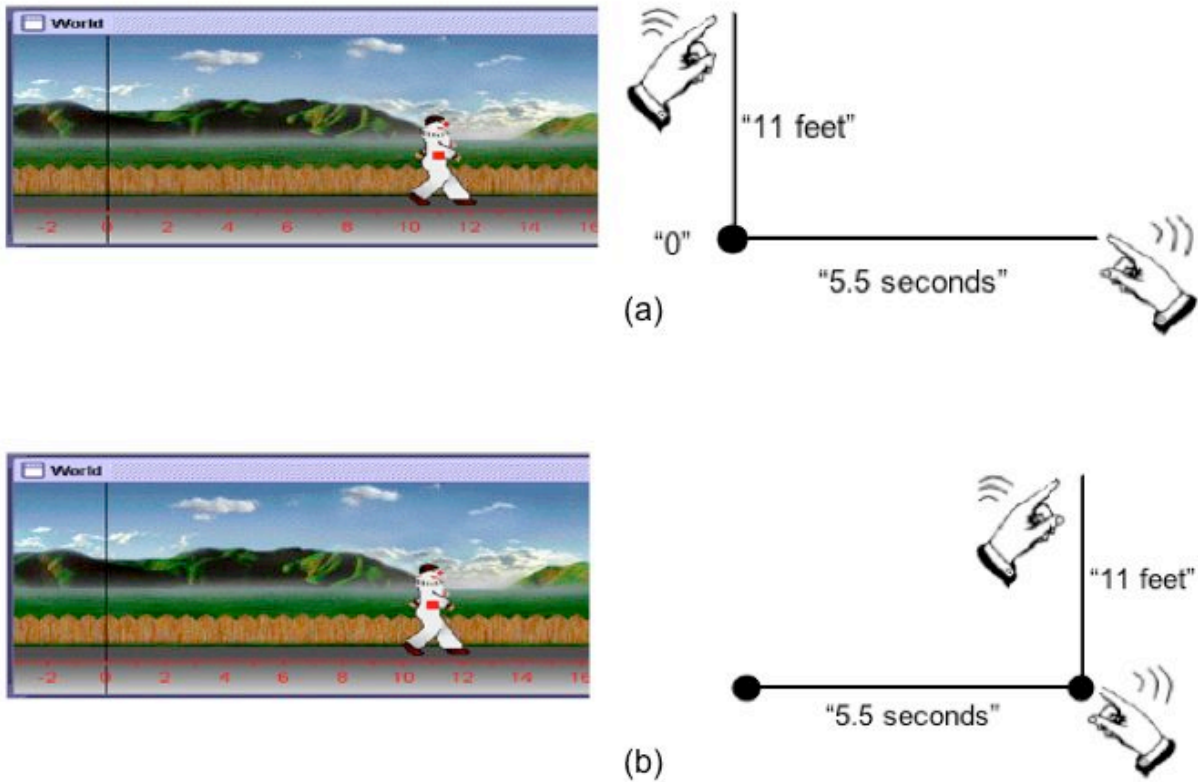 World
-2 0 2 4 6 8 10 12 14 16
“11 feet”
“0”
“5.5 seconds”
(a)
World
-2 0 2 4 6 8 10 12 14 16
“11 feet”
“5.5 seconds”
(b)